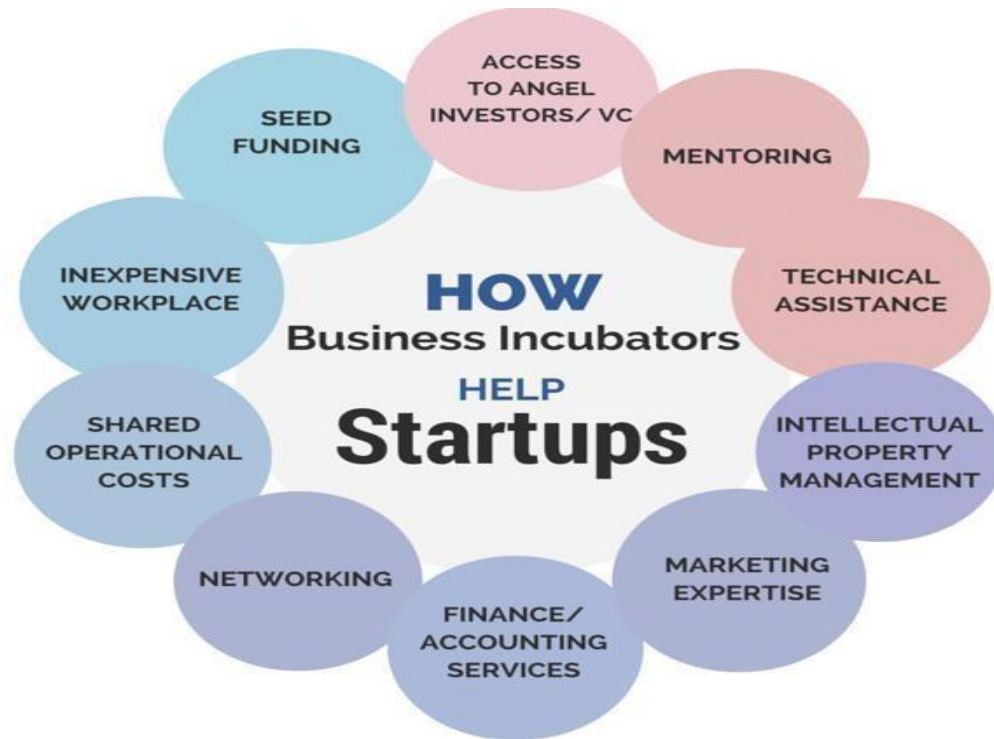 HOW
Business Incubators
HELP
Startups
ACCESS
TO ANGEL
INVESTORS/ VC
MENTORING
TECHNICAL
ASSISTANCE
INTELLECTUAL
PROPERTY
MANAGEMENT
MARKETING
EXPERTISE
FINANCE/
ACCOUNTING
SERVICES
NETWORKING
SHARED
OPERATIONAL
COSTS
INEXPENSIVE
WORKPLACE
SEED
FUNDING